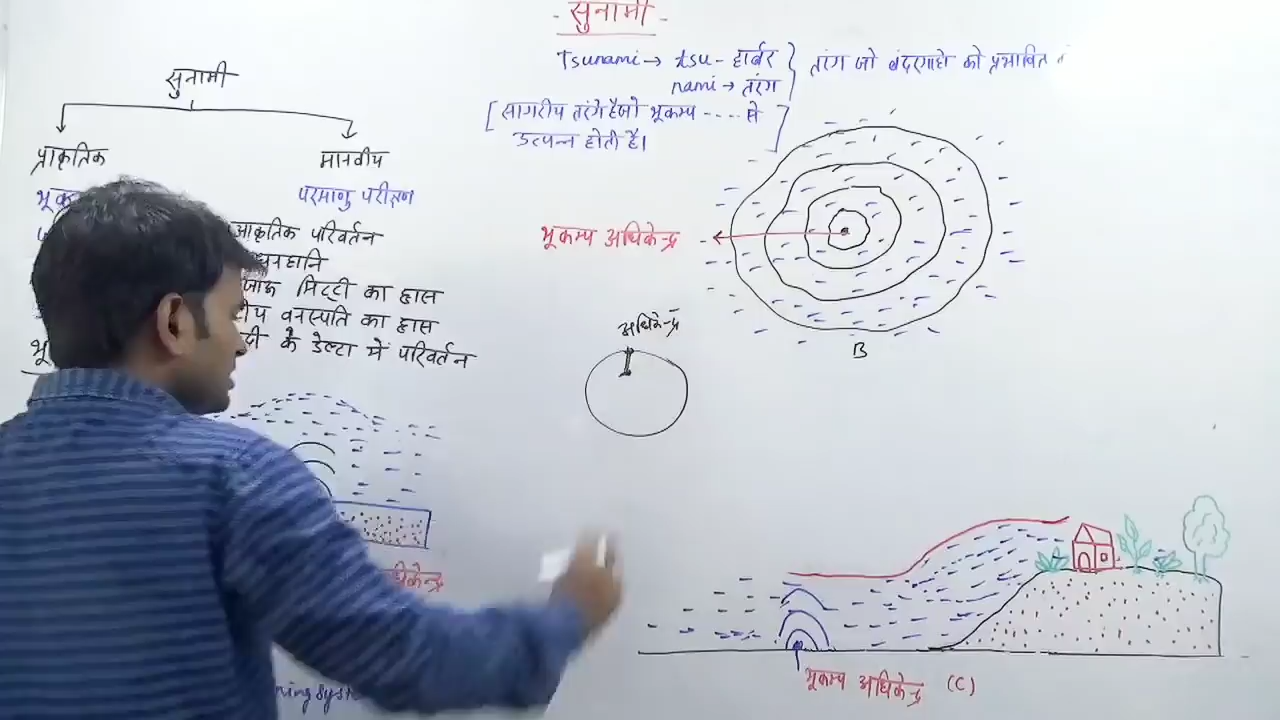 - सुनामी -
Tsunami → tsu - हार्बर
nami → तरंग
तरंग जो बंदरगाहो को प्रभावित
[सागरीय तरंगे है जो भूकम्प ---- से
उत्पन्न होती है।]
सुनामी
प्राकृतिक
मानवीय
परमाणु परीक्षण
आकृतिक परिवर्तन
मिट्टी का ह्रास
वनस्पति का ह्रास
के डेल्टा में परिवर्तन
भूकम्प अधिकेन्द्र
B
अधिकेन्द्र
भूकम्प अधिकेन्द्र (C)